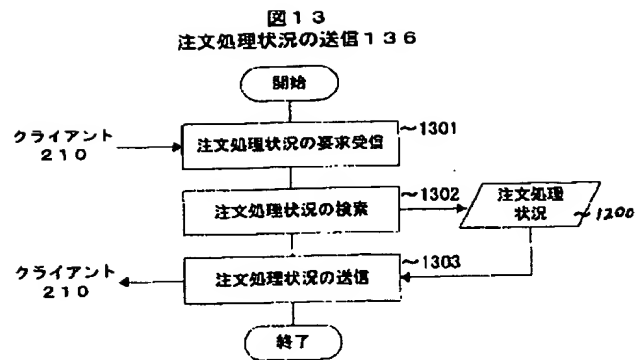 図13
注文処理状況の送信136
開始
クライアント
210
注文処理状況の要求受信
~1301
注文処理状況の検索
~1302
注文処理
状況
~1200
クライアント
210
注文処理状況の送信
~1303
終了